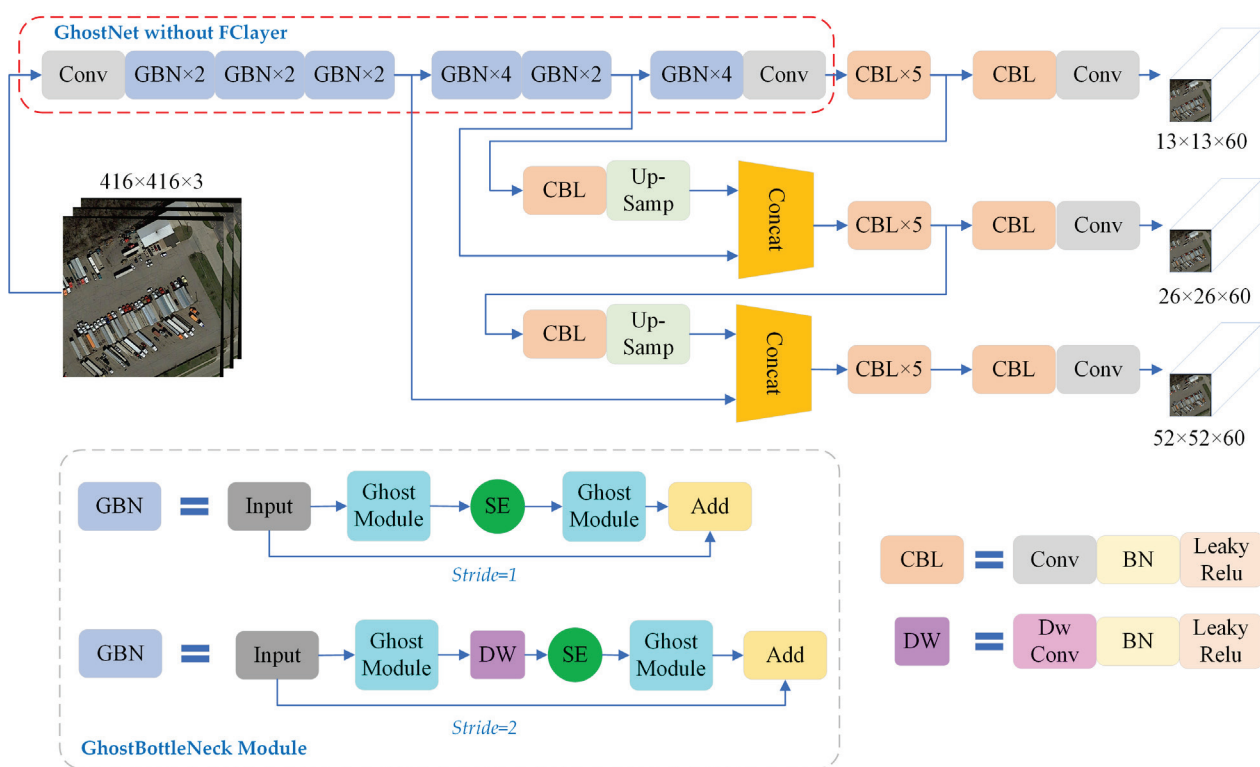 GhostNet without FClayer
Conv
GBN×2
GBN×2
GBN×2
GBN×4
GBN×2
GBN×4
Conv
CBL×5
CBL
Conv
13×13×60
416×416×3
CBL
Up-
Samp
Concat
CBL×5
CBL
Conv
26×26×60
CBL
Up-
Samp
Concat
CBL×5
CBL
Conv
52×52×60
GBN
=
Input
Ghost
Module
SE
Ghost
Module
Add
Stride=1
GBN
=
Input
Ghost
Module
DW
SE
Ghost
Module
Add
Stride=2
GhostBottleNeck Module
CBL
=
Conv
BN
Leaky
Relu
DW
=
Dw
Conv
BN
Leaky
Relu